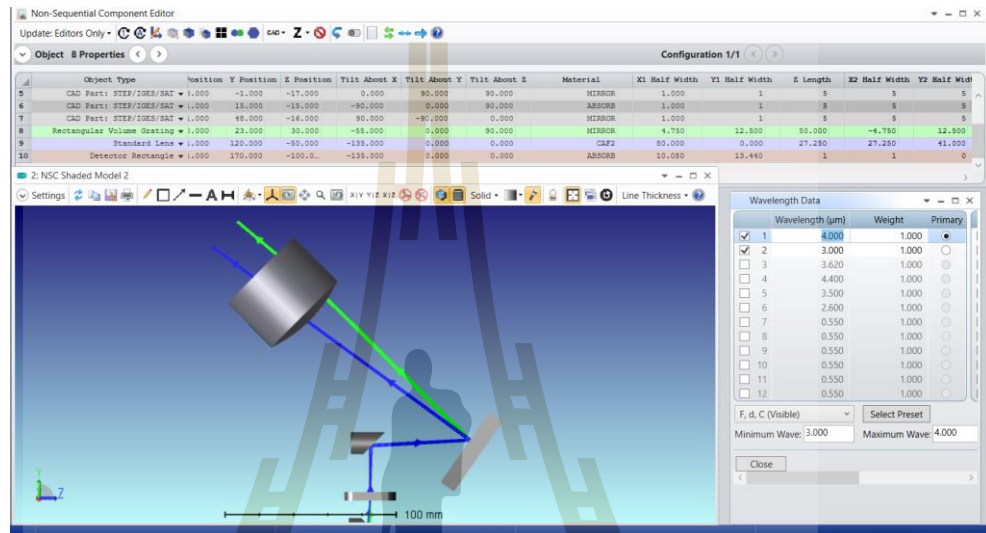 Non-Sequential Component Editor
Update: Editors Only
Object 8 Properties
Configuration 1/1
Object Type Position Y Position Z Position Tilt About X Tilt About Y Tilt About Z Material X1 Half Width Y1 Half Width Z Length X2 Half Width Y2 Half Widt
5 CAD Part: STEP/IGES/SAT -1.000 -17.000 0.000 90.000 90.000 MIRROR 1.000 1 5 5 5
6 CAD Part: STEP/IGES/SAT 15.000 -15.000 -90.000 0.000 90.000 ABSORB 1.000 1 5 5 5
7 CAD Part: STEP/IGES/SAT 48.000 -16.000 90.000 -90.000 0.000 MIRROR 1.000 1 5 5 5
8 Rectangular Volume Grating 23.000 30.000 -55.000 0.000 90.000 MIRROR 4.750 12.500 50.000 -4.750 12.500
9 Standard Lens 120.000 -50.000 -135.000 0.000 0.000 CAF2 80.000 0.000 27.250 27.250 41.000
10 Detector Rectangle 170.000 -100.0… -135.000 0.000 0.000 ABSORB 10.080 13.440 1 1 0
2: NSC Shaded Model 2
Settings Solid Line Thickness
Y
Z
100 mm
Wavelength Data
Wavelength (µm) Weight Primary
1 4.000 1.000
2 3.000 1.000
3 3.620 1.000
4 4.400 1.000
5 3.500 1.000
6 2.600 1.000
7 0.550 1.000
8 0.550 1.000
9 0.550 1.000
10 0.550 1.000
11 0.550 1.000
12 0.550 1.000
F, d, C (Visible) Select Preset
Minimum Wave: 3.000 Maximum Wave: 4.000
Close